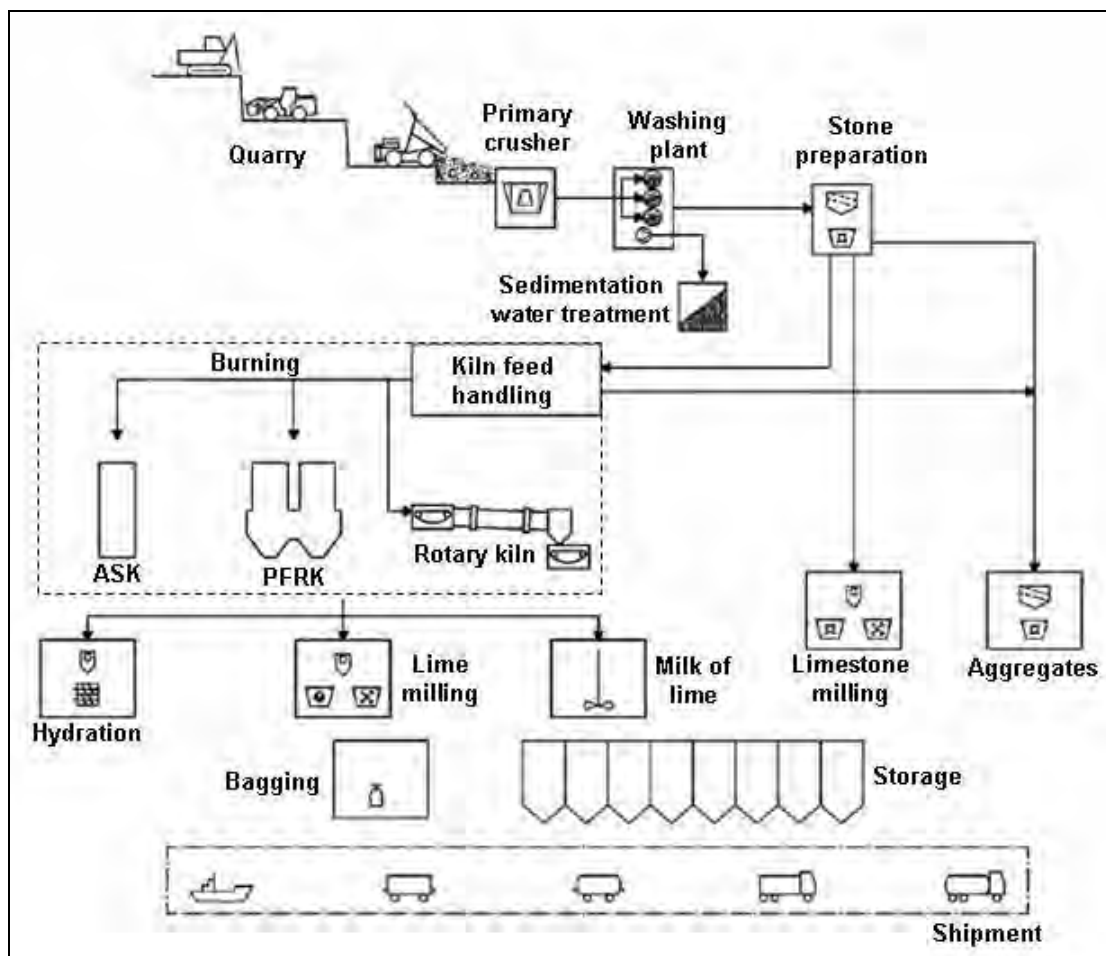 Quarry
Primary
crusher
Washing
plant
Stone
preparation
Sedimentation
water treatment
Burning
Kiln feed
handling
ASK
PFRK
Rotary kiln
Hydration
Lime
milling
Milk of
lime
Limestone
milling
Aggregates
Bagging
Storage
Shipment